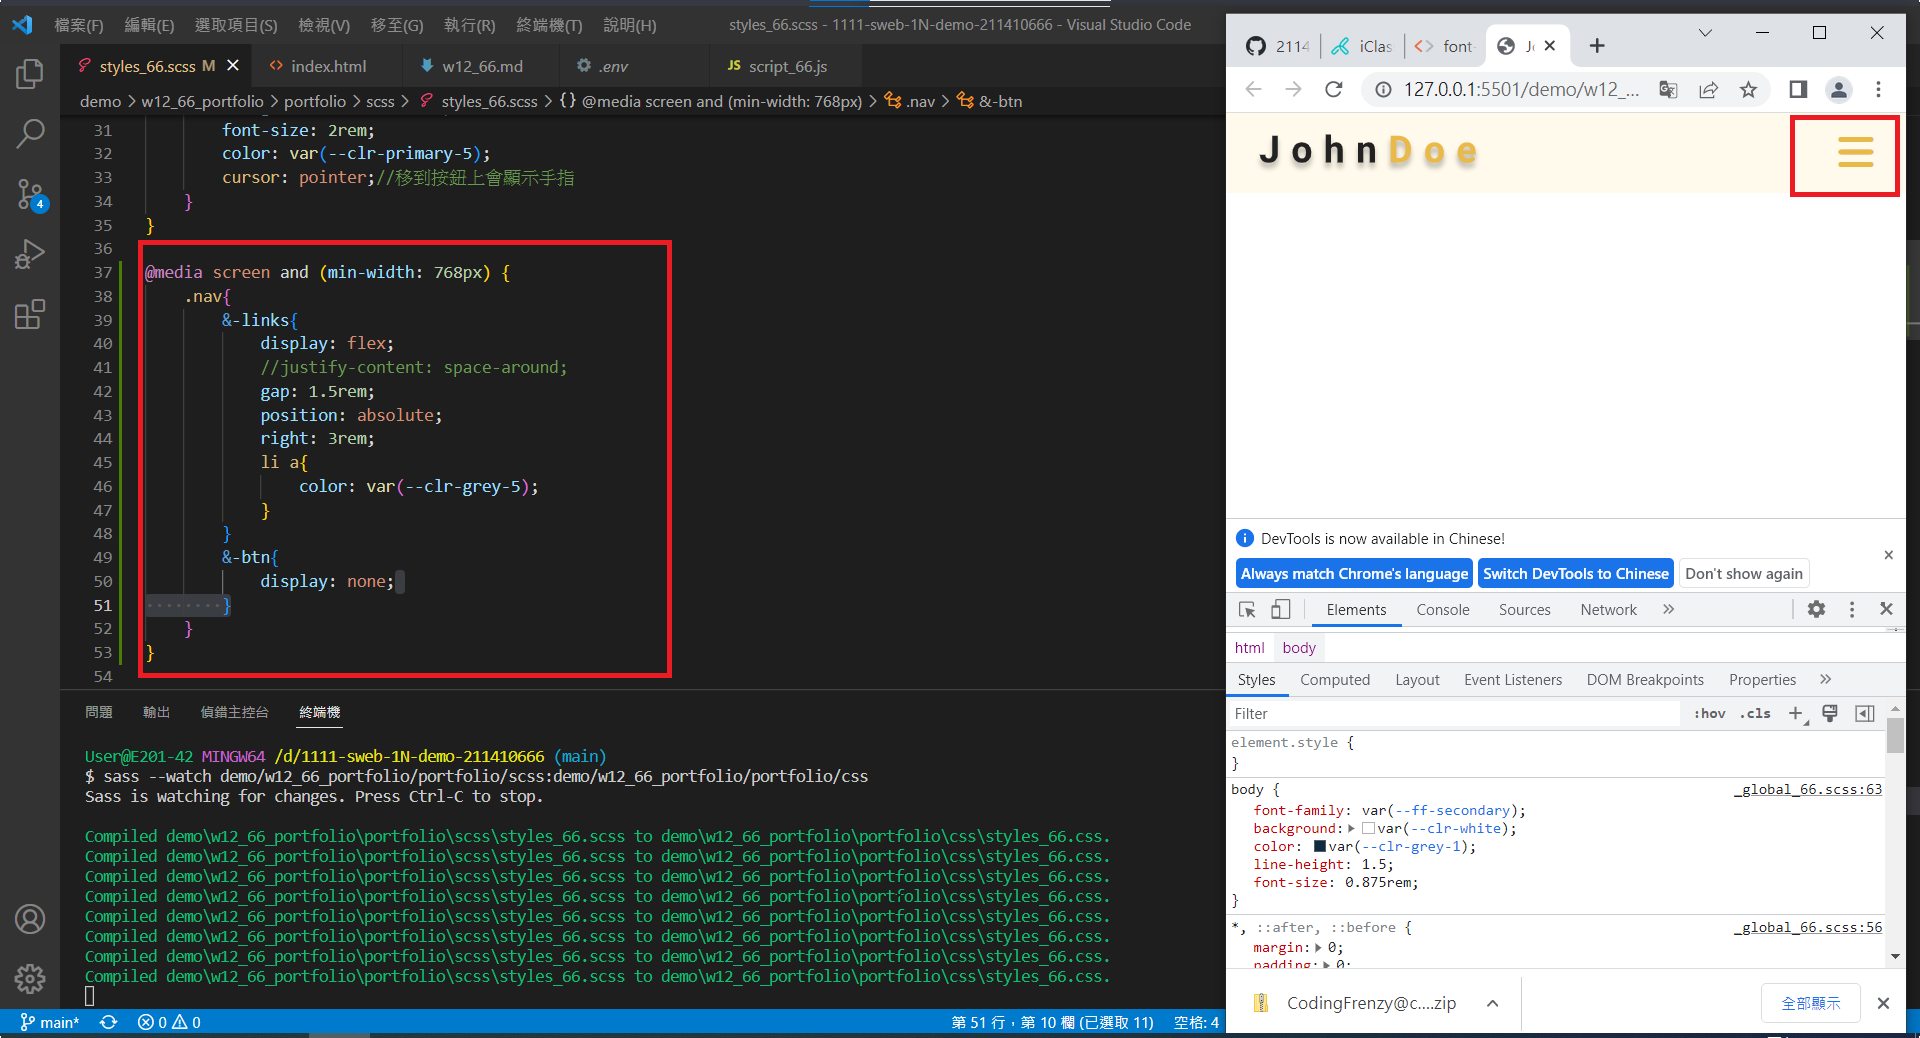 檔案(F) 編輯(E) 選取項目(S) 檢視(V) 移至(G) 執行(R) 終端機(T) 說明(H) styles_66.scss - 1111-sweb-1N-demo-211410666 - Visual Studio Code
styles_66.scss M index.html w12_66.md .env JS script_66.js
demo > w12_66_portfolio > portfolio > scss > styles_66.scss > {} @media screen and (min-width: 768px) > .nav > &-btn
31 font-size: 2rem;
32 color: var(--clr-primary-5);
33 cursor: pointer;//移到按鈕上會顯示手指
34 }
35 }
36
37 @media screen and (min-width: 768px) {
38 .nav{
39 &-links{
40 display: flex;
41 //justify-content: space-around;
42 gap: 1.5rem;
43 position: absolute;
44 right: 3rem;
45 li a{
46 color: var(--clr-grey-5);
47 }
48 }
49 &-btn{
50 display: none;
51 ········}
52 }
53 }
54
4
問題 輸出 偵錯主控台 終端機
User@E201-42 MINGW64 /d/1111-sweb-1N-demo-211410666 (main)
$ sass --watch demo/w12_66_portfolio/portfolio/scss:demo/w12_66_portfolio/portfolio/css
Sass is watching for changes. Press Ctrl-C to stop.
Compiled demo\w12_66_portfolio\portfolio\scss\styles_66.scss to demo\w12_66_portfolio\portfolio\css\styles_66.css.
Compiled demo\w12_66_portfolio\portfolio\scss\styles_66.scss to demo\w12_66_portfolio\portfolio\css\styles_66.css.
Compiled demo\w12_66_portfolio\portfolio\scss\styles_66.scss to demo\w12_66_portfolio\portfolio\css\styles_66.css.
Compiled demo\w12_66_portfolio\portfolio\scss\styles_66.scss to demo\w12_66_portfolio\portfolio\css\styles_66.css.
Compiled demo\w12_66_portfolio\portfolio\scss\styles_66.scss to demo\w12_66_portfolio\portfolio\css\styles_66.css.
Compiled demo\w12_66_portfolio\portfolio\scss\styles_66.scss to demo\w12_66_portfolio\portfolio\css\styles_66.css.
Compiled demo\w12_66_portfolio\portfolio\scss\styles_66.scss to demo\w12_66_portfolio\portfolio\css\styles_66.css.
Compiled demo\w12_66_portfolio\portfolio\scss\styles_66.scss to demo\w12_66_portfolio\portfolio\css\styles_66.css.
main* 0 0 第 51 行，第 10 欄 (已選取 11) 空格: 4
2114 iClas font-
127.0.0.1:5501/demo/w12_...
JohnDoe
DevTools is now available in Chinese!
Always match Chrome's language Switch DevTools to Chinese Don't show again
Elements Console Sources Network »
html body
Styles Computed Layout Event Listeners DOM Breakpoints Properties »
Filter :hov .cls +
element.style {
}
body { _global_66.scss:63
font-family: var(--ff-secondary);
background: var(--clr-white);
color: var(--clr-grey-1);
line-height: 1.5;
font-size: 0.875rem;
}
*, ::after, ::before { _global_66.scss:56
margin: 0;
padding: 0;
CodingFrenzy@c....zip 全部顯示